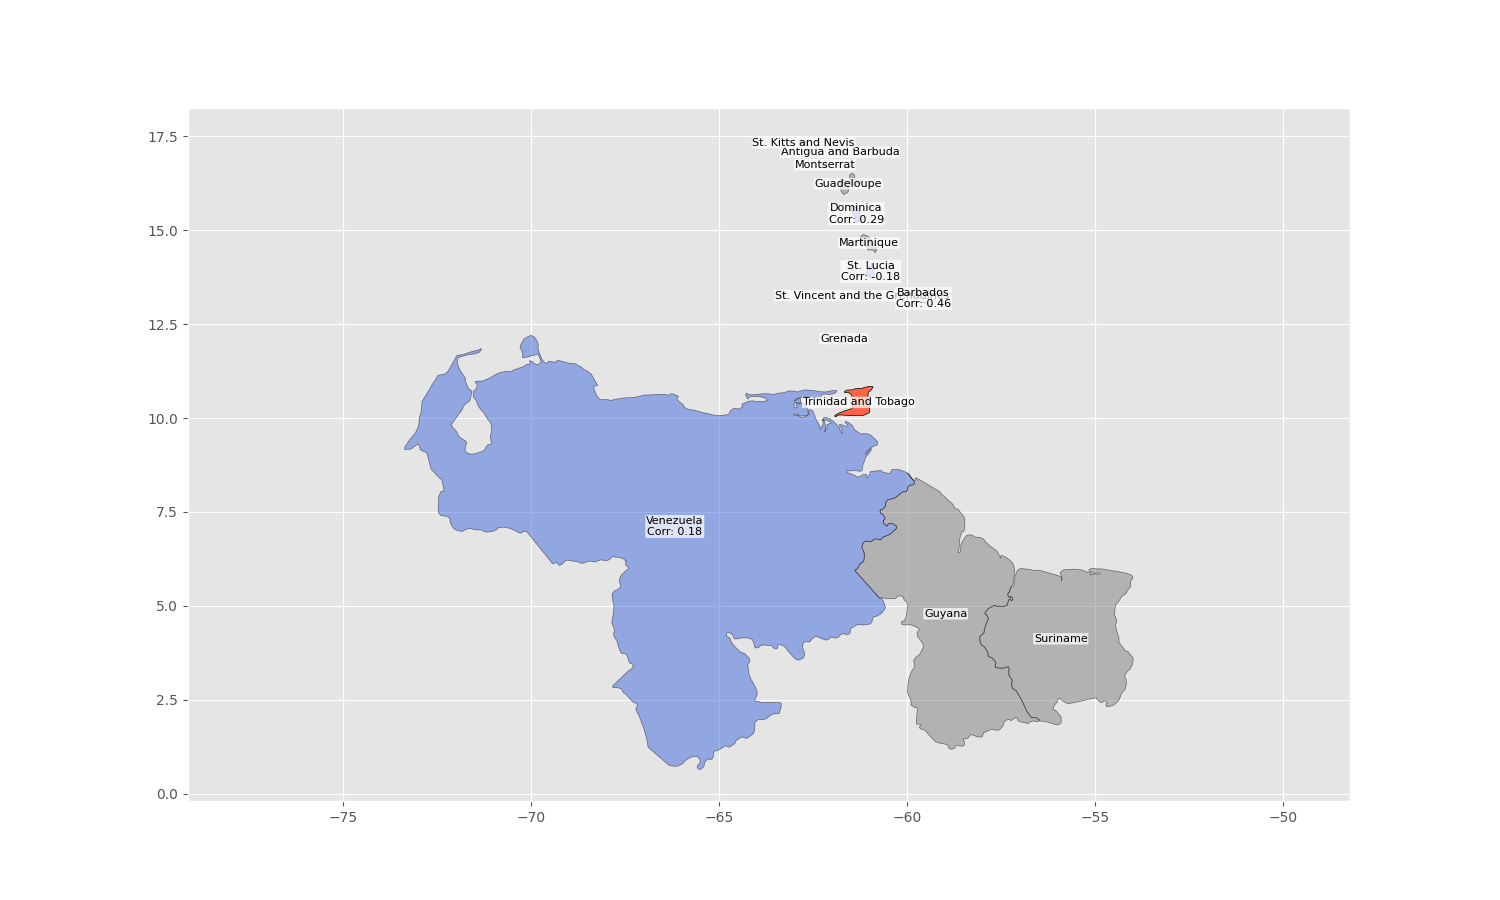 17.5
15.0
12.5
10.0
7.5
5.0
2.5
0.0
St. Kitts and Nevis
Antigua and Barbuda
Montserrat
Guadeloupe
Dominica
Corr: 0.29
Martinique
St. Lucia
Corr: -0.18
St. Vincent and the
Barbados
Corr: 0.46
Grenada
Trinidad and Tobago
Venezuela
Corr: 0.18
Guyana
Suriname
−75
−70
−65
−60
−55
−50